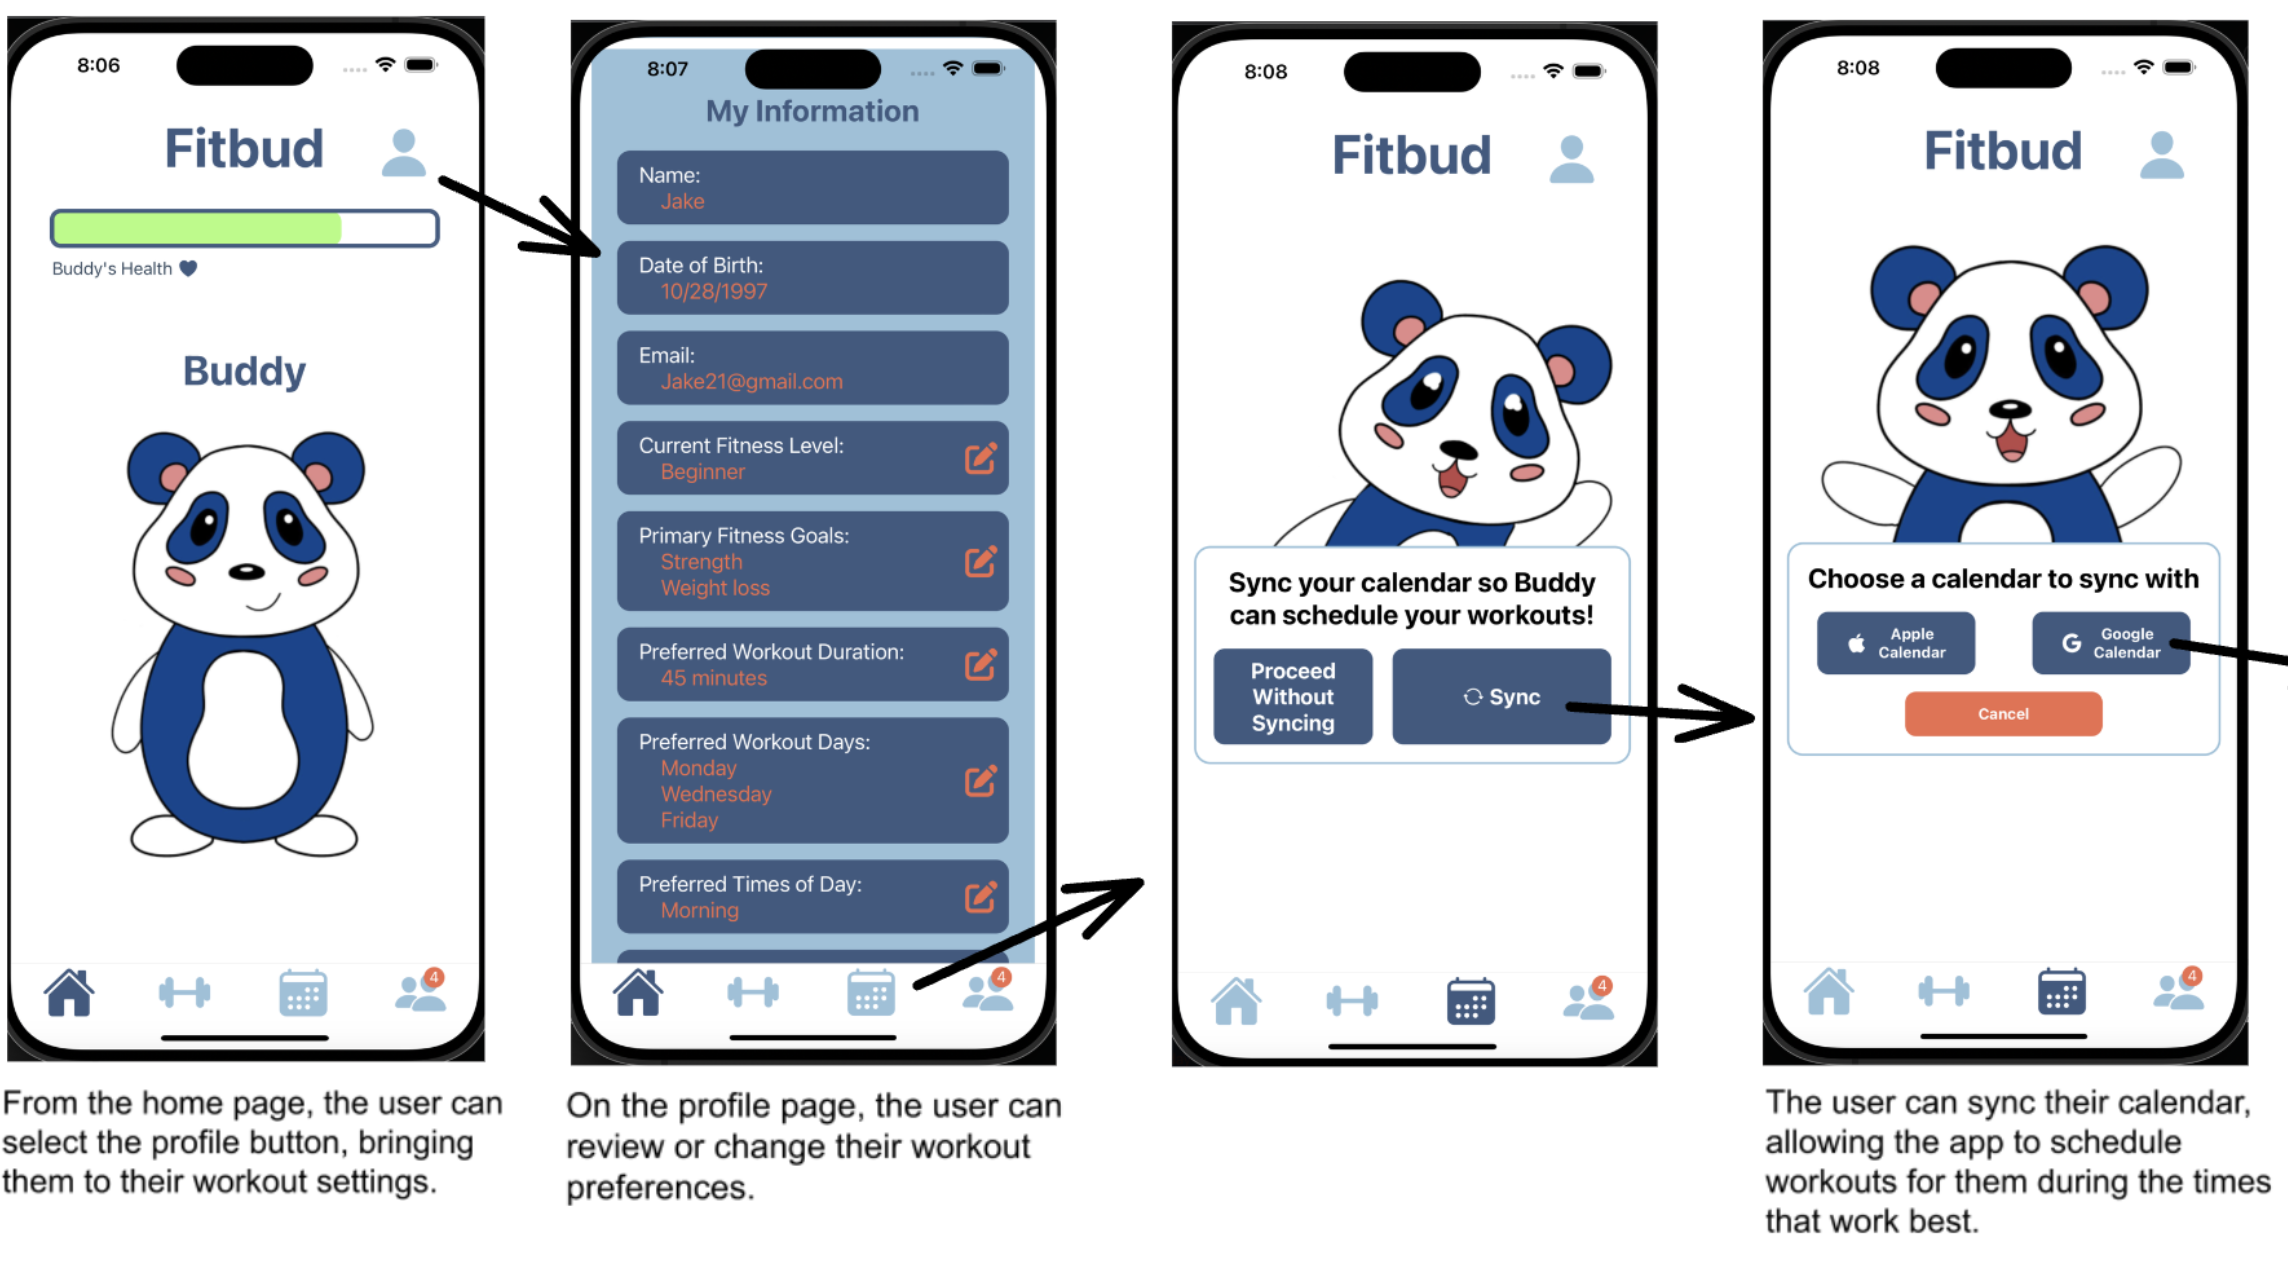 8:06
Fitbud
Buddy's Health
Buddy
4
From the home page, the user can
select the profile button, bringing
them to their workout settings.
8:07
My Information
Name:
Jake
Date of Birth:
10/28/1997
Email:
Jake21@gmail.com
Current Fitness Level:
Beginner
Primary Fitness Goals:
Strength
Weight loss
Preferred Workout Duration:
45 minutes
Preferred Workout Days:
Monday
Wednesday
Friday
Preferred Times of Day:
Morning
4
On the profile page, the user can
review or change their workout
preferences.
8:08
Fitbud
Sync your calendar so Buddy
can schedule your workouts!
Proceed
Without
Syncing
Sync
4
8:08
Fitbud
Choose a calendar to sync with
Apple
Calendar
G Google
Calendar
Cancel
4
The user can sync their calendar,
allowing the app to schedule
workouts for them during the times
that work best.